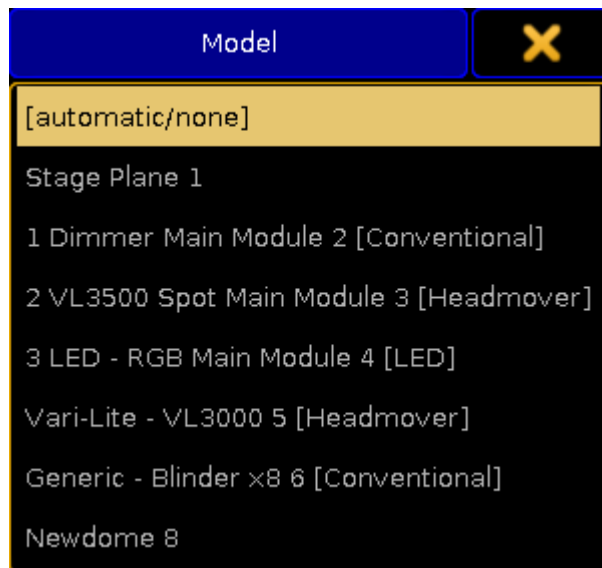 Model
[automatic/none]
Stage Plane 1
1 Dimmer Main Module 2 [Conventional]
2 VL3500 Spot Main Module 3 [Headmover]
3 LED - RGB Main Module 4 [LED]
Vari-Lite - VL3000 5 [Headmover]
Generic - Blinder x8 6 [Conventional]
Newdome 8